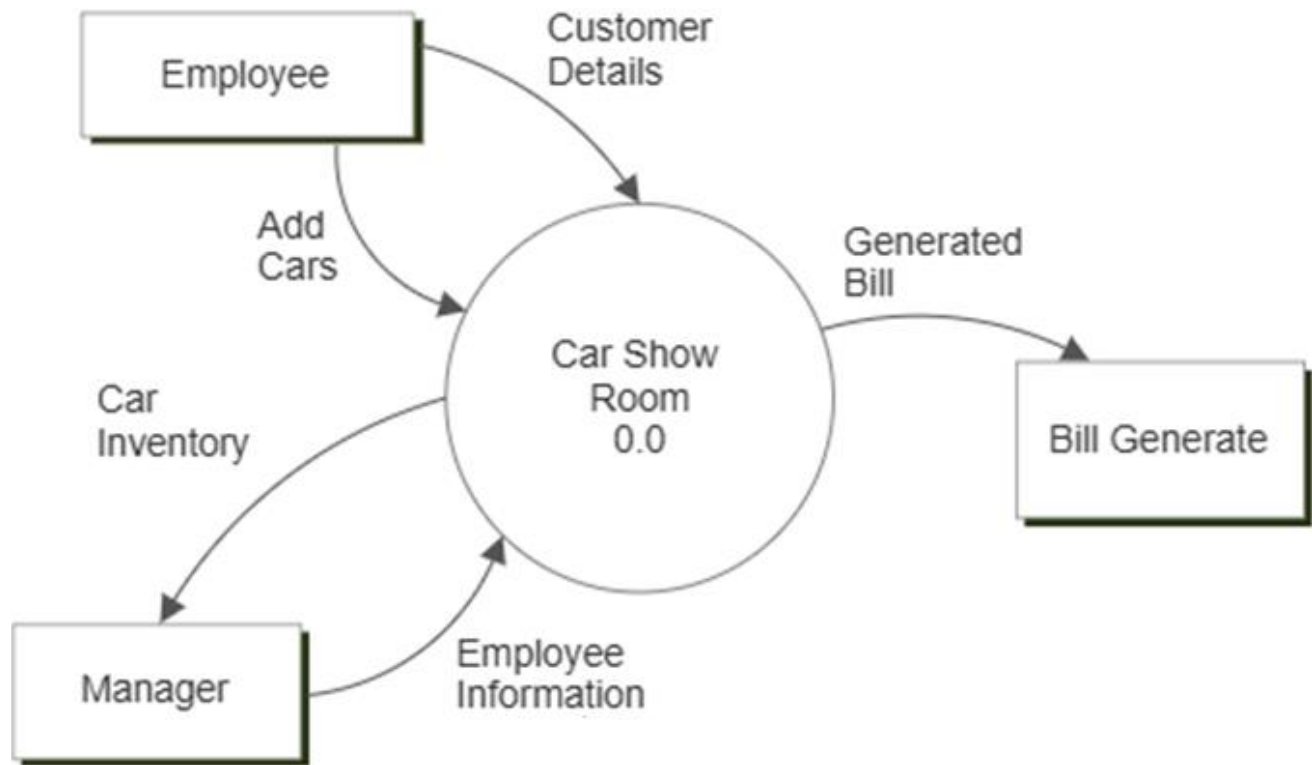 Employee
Customer
Details
Add
Cars
Generated
Bill
Car Show
Room
0.0
Car
Inventory
Bill Generate
Manager
Employee
Information